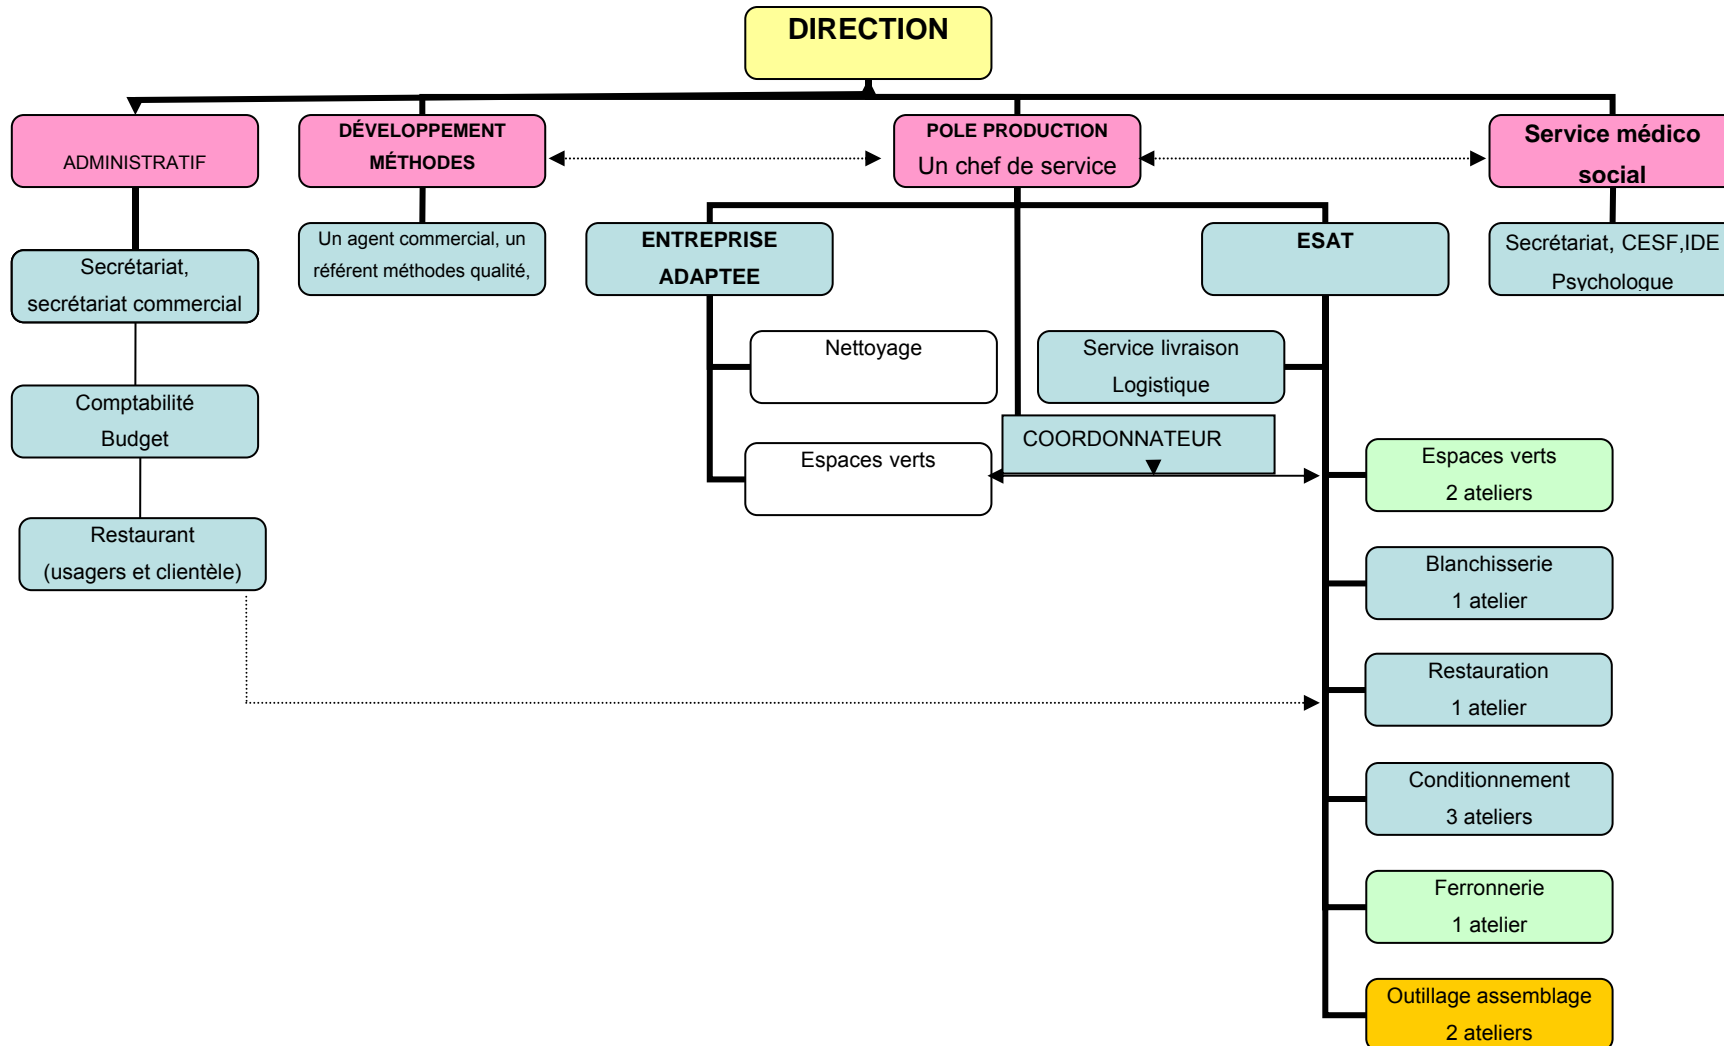 DIRECTION
ADMINISTRATIF
DÉVELOPPEMENT
MÉTHODES
POLE PRODUCTION
Un chef de service
Service médico
social
Secrétariat,
secrétariat commercial
Un agent commercial, un
référent méthodes qualité,
ENTREPRISE
ADAPTEE
ESAT
Secrétariat, CESF,IDE
Psychologue
Nettoyage
Service livraison
Logistique
Comptabilité
Budget
Espaces verts
COORDONNATEUR
Espaces verts
2 ateliers
Restaurant
(usagers et clientèle)
Blanchisserie
1 atelier
Restauration
1 atelier
Conditionnement
3 ateliers
Ferronnerie
1 atelier
Outillage assemblage
2 ateliers